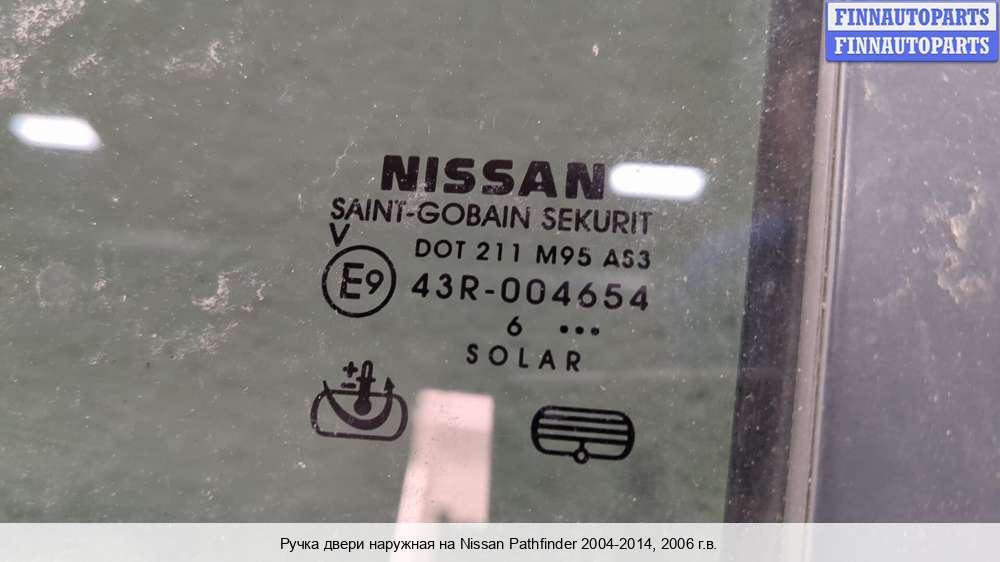 FINNAUTOPARTS
FINNAUTOPARTS
NISSAN
SAINT-GOBAIN SEKURIT
V
DOT 211 M95 AS3
E9 43R-004654
6 •••
SOLAR
+
−
Ручка двери наружная на Nissan Pathfinder 2004-2014, 2006 г.в.